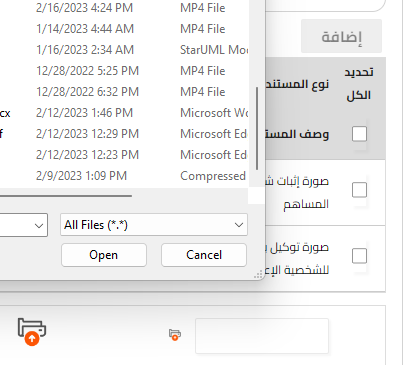 2/16/2023 4:24 PM MP4 File
1/14/2023 4:44 AM MP4 File
1/16/2023 2:34 AM StarUML Mod
12/28/2022 5:25 PM MP4 File
12/28/2022 6:32 PM MP4 File
cx 2/12/2023 1:46 PM Microsoft Wo
f 2/12/2023 12:29 PM Microsoft Ed
2/12/2023 12:23 PM Microsoft Ed
2/9/2023 1:09 PM Compressed
All Files (*.*)
Open Cancel
إضافة
تحديد الكل
نوع المستند
وصف المست
صورة إثبات ش
المساهم
صورة توكيل
للشخصية الإع